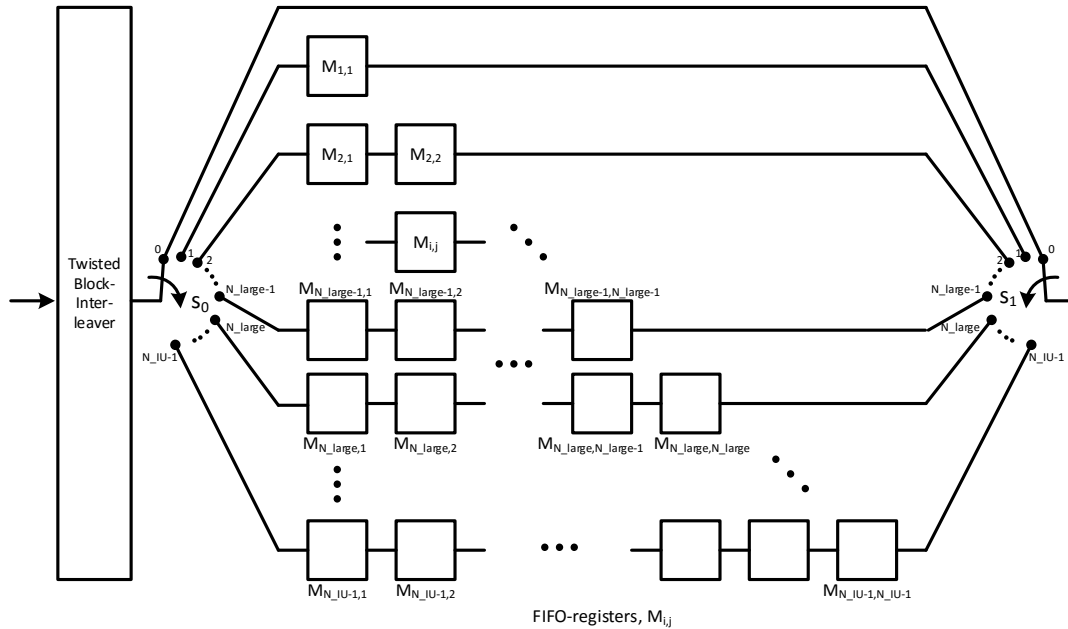 M1,1
M2,1 M2,2
Mi,j
0 1 2
2 1 0
Twisted
Block-
Inter-
leaver
S0
S1
N_large-1
MN_large-1,1 MN_large-1,2 MN_large-1,N_large-1
N_large-1
N_large
N_large
N_IU-1
N_IU-1
MN_large,1 MN_large,2 MN_large,N_large-1 MN_large,N_large
MN_IU-1,1 MN_IU-1,2 MN_IU-1,N_IU-1
FIFO-registers, Mi,j